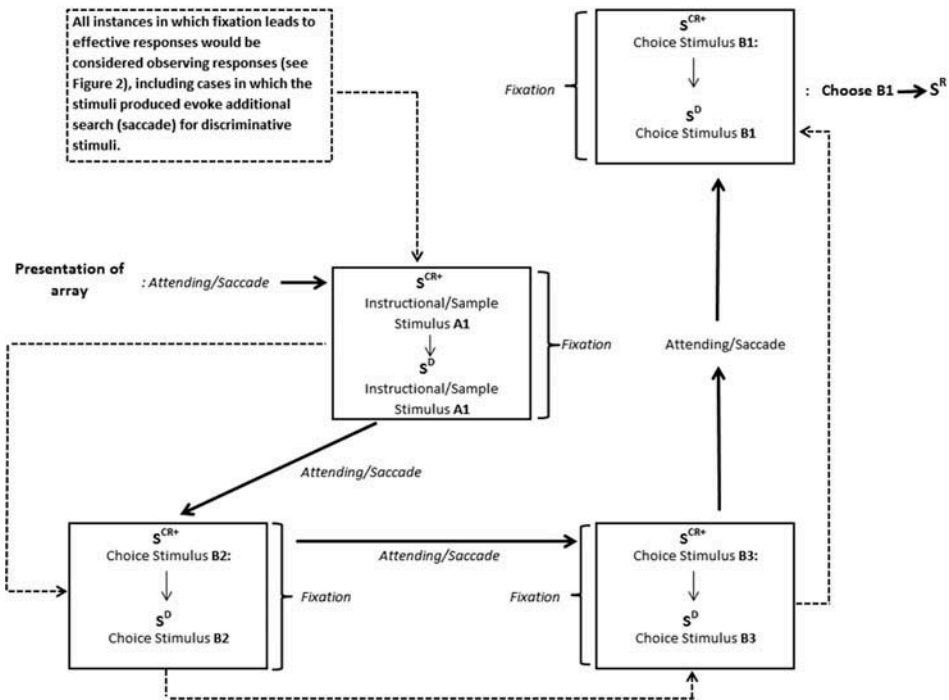 All instances in which fixation leads to
effective responses would be
considered observing responses (see
Figure 2), including cases in which the
stimuli produced evoke additional
search (saccade) for discriminative
stimuli.
S^CR+
Choice Stimulus B1:
S^D
Choice Stimulus B1
Fixation
: Choose B1
S^R
Presentation of
array
: Attending/Saccade
S^CR+
Instructional/Sample
Stimulus A1
S^D
Instructional/Sample
Stimulus A1
Fixation
Attending/Saccade
Attending/Saccade
S^CR+
Choice Stimulus B2:
S^D
Choice Stimulus B2
Fixation
Attending/Saccade
Fixation
S^CR+
Choice Stimulus B3:
S^D
Choice Stimulus B3